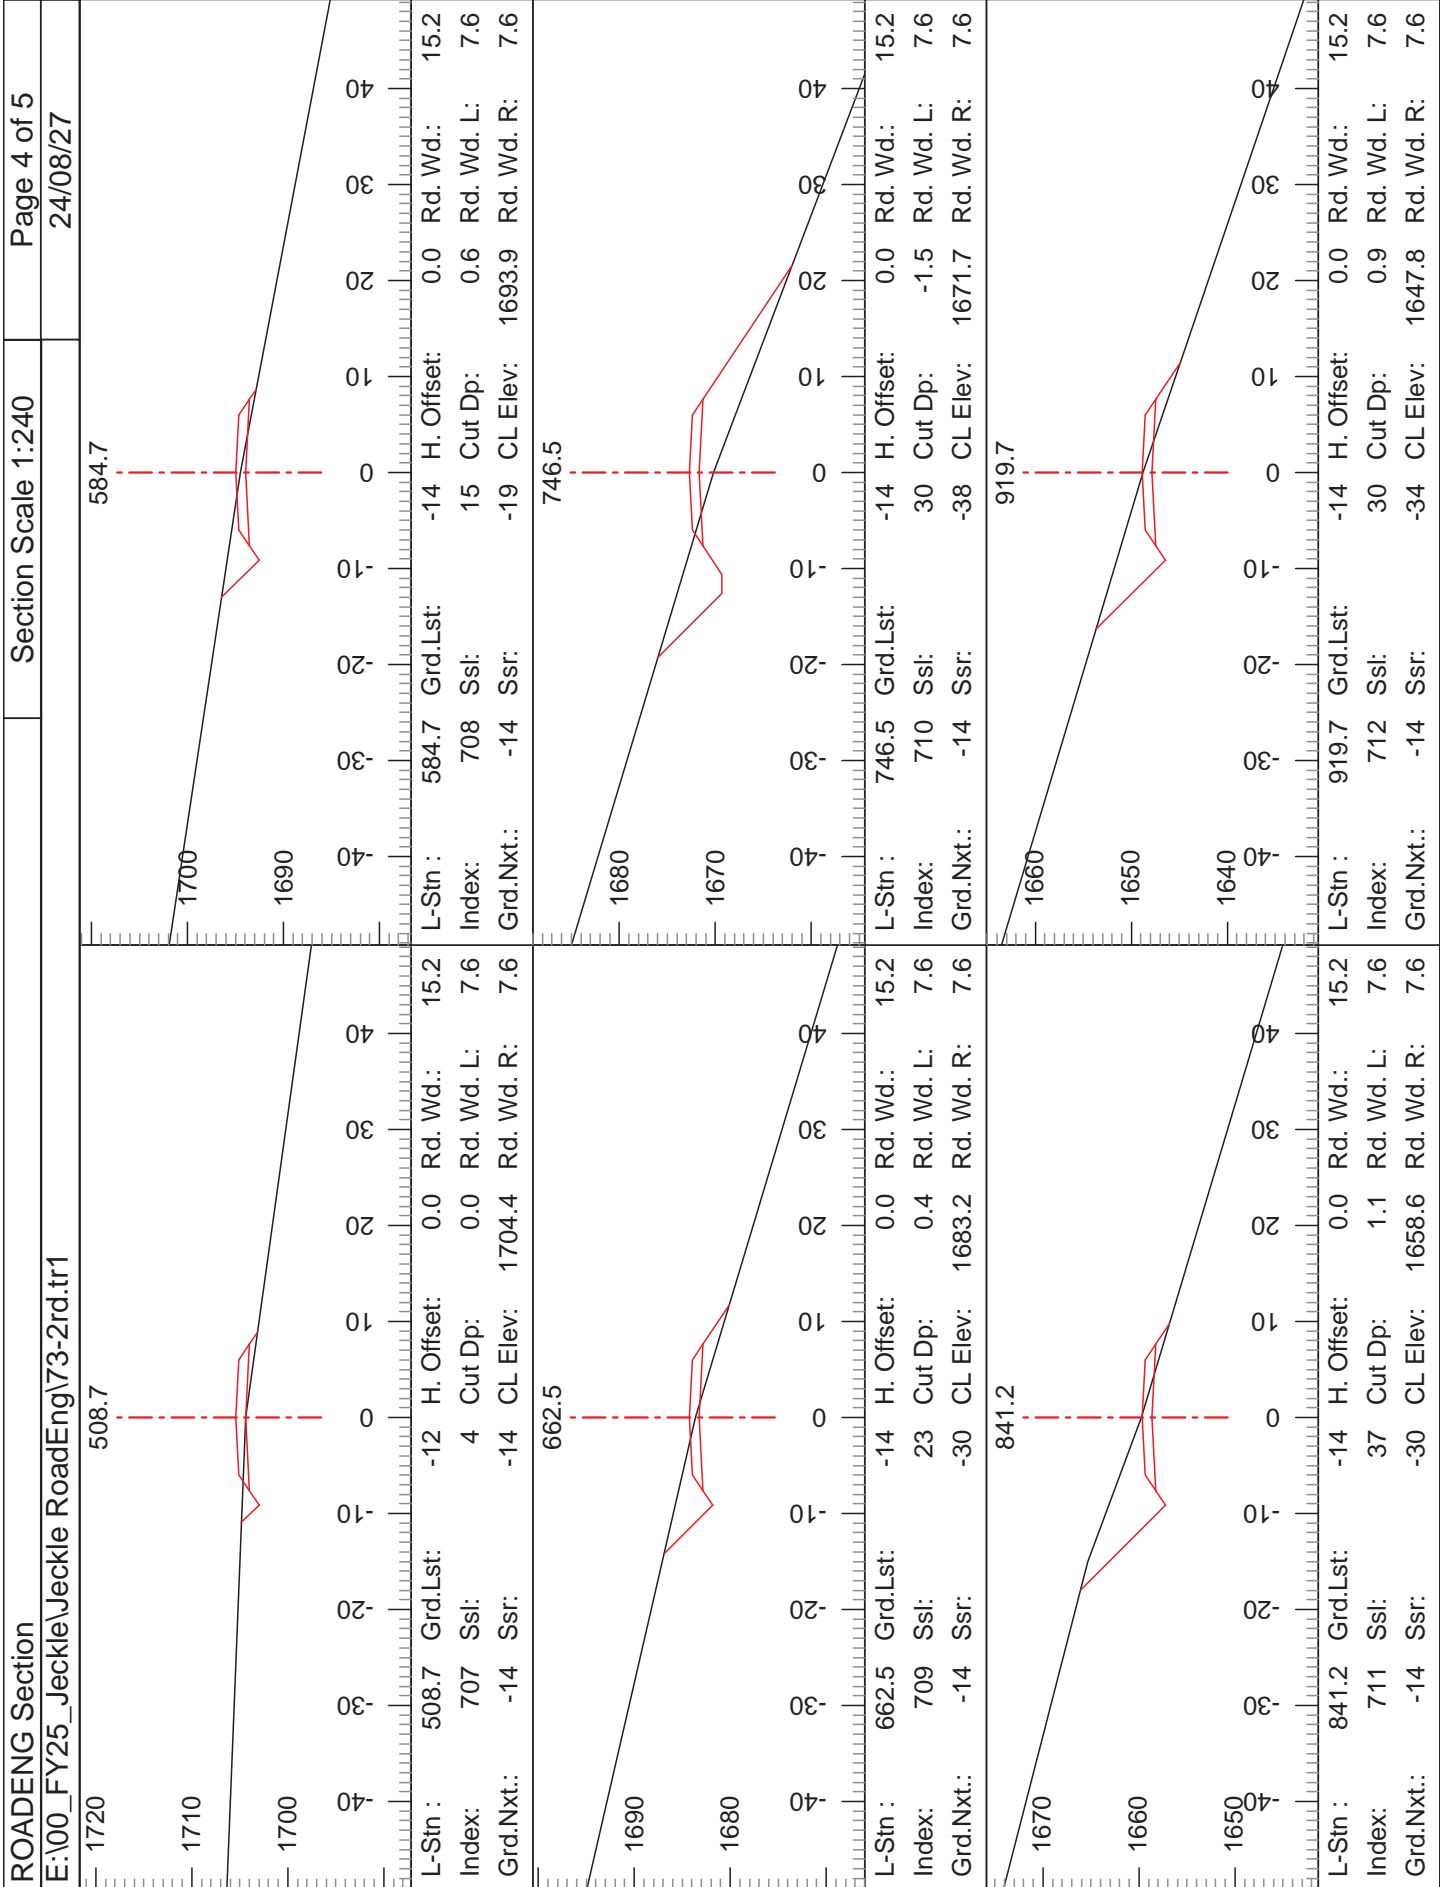 ROADENG Section Section Scale 1:240 Page 4 of 5
E:\00_FY25_Jeckle\Jeckle RoadEng\73-2rd.tr1 24/08/27
508.7
1720
1710
1700
-40 -30 -20 -10 0 10 20 30 40
L-Stn : 508.7 Grd.Lst: -12 H. Offset: 0.0 Rd. Wd.: 15.2
Index: 707 Ssl: 4 Cut Dp: 0.0 Rd. Wd. L: 7.6
Grd.Nxt.: -14 Ssr: -14 CL Elev: 1704.4 Rd. Wd. R: 7.6
584.7
1700
1690
-40 -30 -20 -10 0 10 20 30 40
L-Stn : 584.7 Grd.Lst: -14 H. Offset: 0.0 Rd. Wd.: 15.2
Index: 708 Ssl: 15 Cut Dp: 0.6 Rd. Wd. L: 7.6
Grd.Nxt.: -14 Ssr: -19 CL Elev: 1693.9 Rd. Wd. R: 7.6
662.5
1690
1680
-40 -30 -20 -10 0 10 20 30 40
L-Stn : 662.5 Grd.Lst: -14 H. Offset: 0.0 Rd. Wd.: 15.2
Index: 709 Ssl: 23 Cut Dp: 0.4 Rd. Wd. L: 7.6
Grd.Nxt.: -14 Ssr: -30 CL Elev: 1683.2 Rd. Wd. R: 7.6
746.5
1680
1670
-40 -30 -20 -10 0 10 20 30 40
L-Stn : 746.5 Grd.Lst: -14 H. Offset: 0.0 Rd. Wd.: 15.2
Index: 710 Ssl: 30 Cut Dp: -1.5 Rd. Wd. L: 7.6
Grd.Nxt.: -14 Ssr: -38 CL Elev: 1671.7 Rd. Wd. R: 7.6
841.2
1670
1660
1650
-40 -30 -20 -10 0 10 20 30 40
L-Stn : 841.2 Grd.Lst: -14 H. Offset: 0.0 Rd. Wd.: 15.2
Index: 711 Ssl: 37 Cut Dp: 1.1 Rd. Wd. L: 7.6
Grd.Nxt.: -14 Ssr: -30 CL Elev: 1658.6 Rd. Wd. R: 7.6
919.7
1660
1650
1640
-40 -30 -20 -10 0 10 20 30 40
L-Stn : 919.7 Grd.Lst: -14 H. Offset: 0.0 Rd. Wd.: 15.2
Index: 712 Ssl: 30 Cut Dp: 0.9 Rd. Wd. L: 7.6
Grd.Nxt.: -14 Ssr: -34 CL Elev: 1647.8 Rd. Wd. R: 7.6